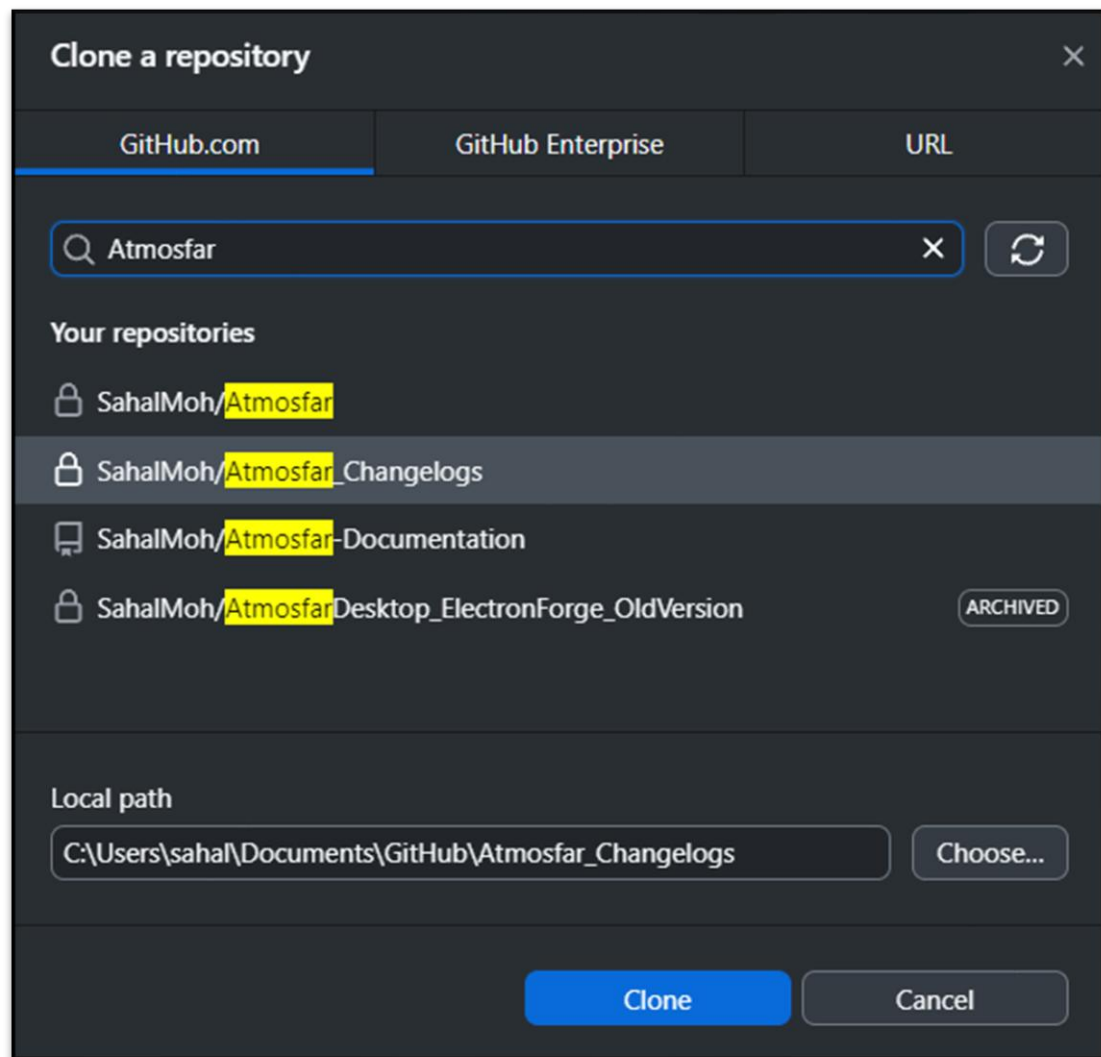 Clone a repository
GitHub.com
GitHub Enterprise
URL
Atmosfar
Your repositories
SahalMoh/Atmosfar
SahalMoh/Atmosfar_Changelogs
SahalMoh/Atmosfar-Documentation
SahalMoh/AtmosfarDesktop_ElectronForge_OldVersion ARCHIVED
Local path
C:\Users\sahal\Documents\GitHub\Atmosfar_Changelogs
Choose...
Clone
Cancel